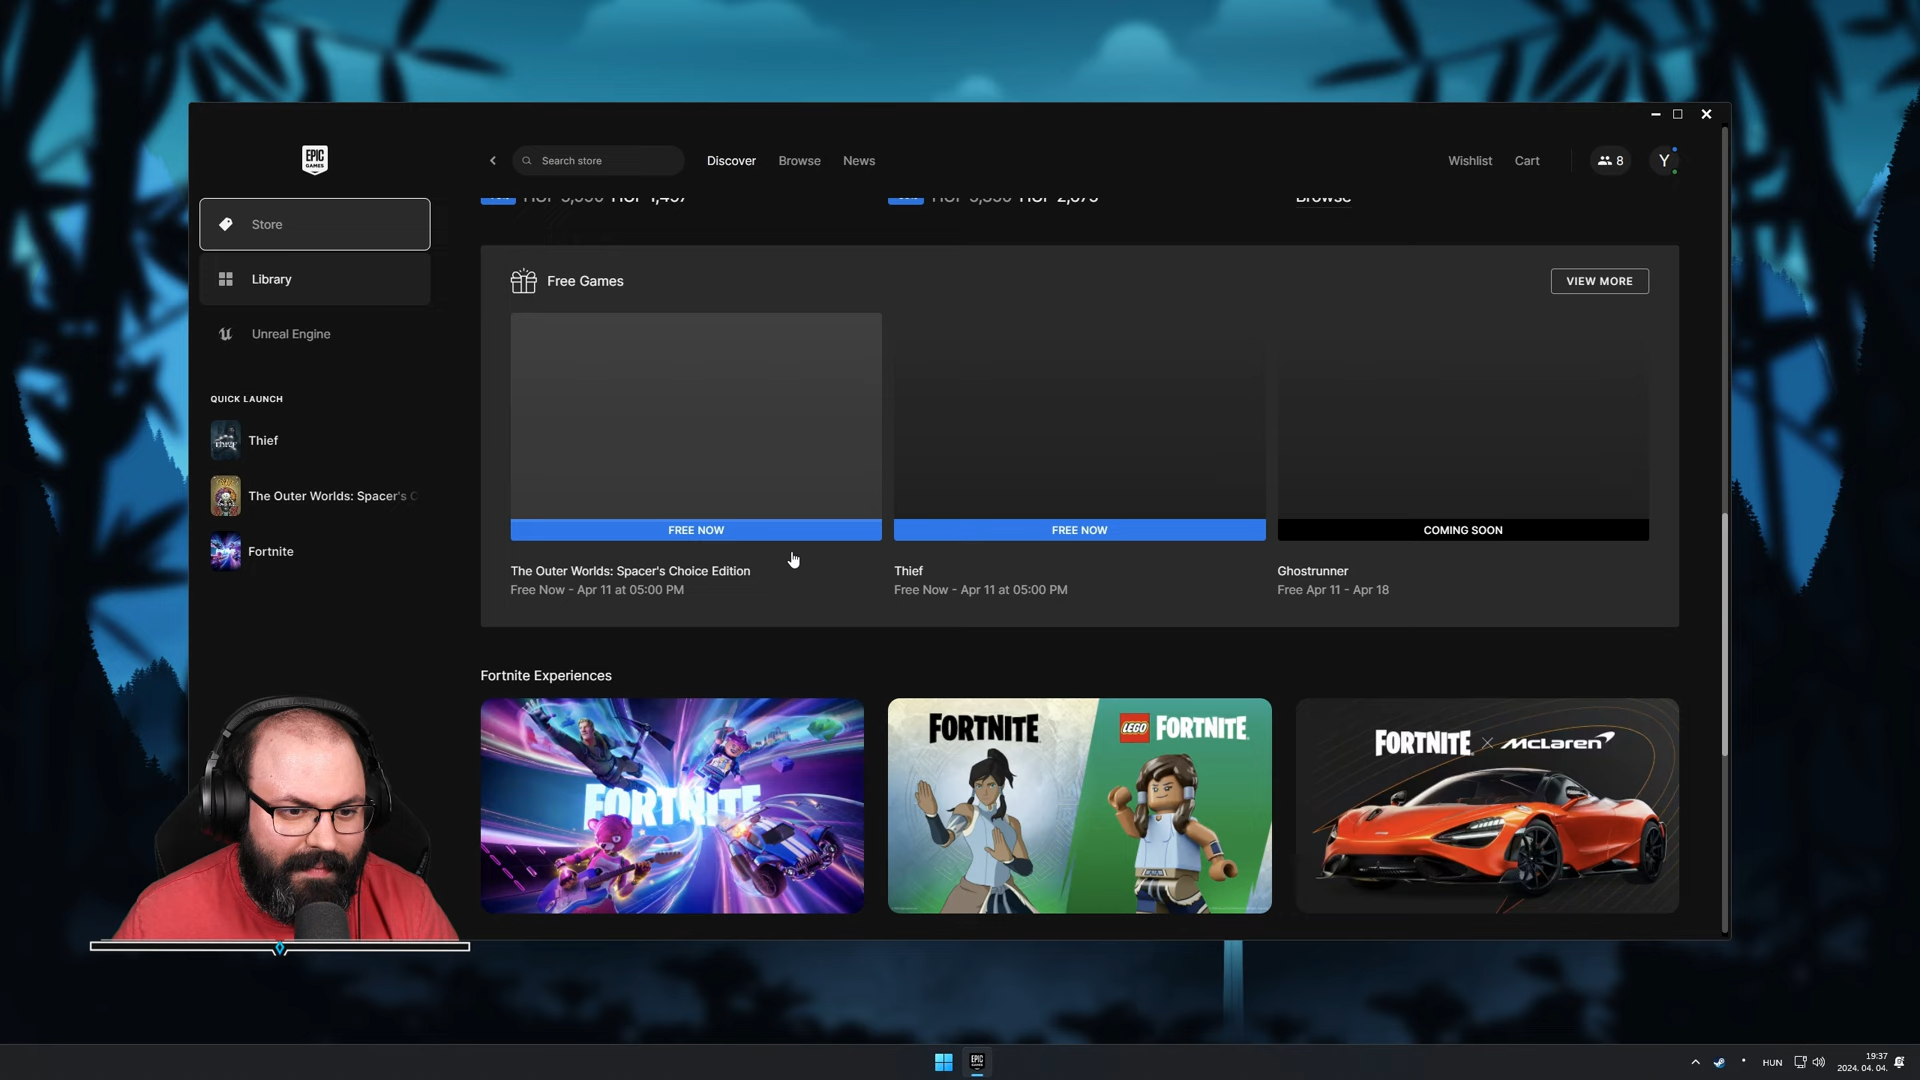 EPIC
GAMES
Search store
Discover
Browse
News
Wishlist
Cart
8
Y
Store
Library
Unreal Engine
QUICK LAUNCH
Thief
The Outer Worlds: Spacer's C
Fortnite
Browse
Free Games
VIEW MORE
FREE NOW
FREE NOW
COMING SOON
The Outer Worlds: Spacer's Choice Edition
Free Now - Apr 11 at 05:00 PM
Thief
Free Now - Apr 11 at 05:00 PM
Ghostrunner
Free Apr 11 - Apr 18
Fortnite Experiences
FORTNITE
FORTNITE
LEGO FORTNITE
FORTNITE × McLaren
EPIC
GAMES
HUN
19:37
2024. 04. 04.